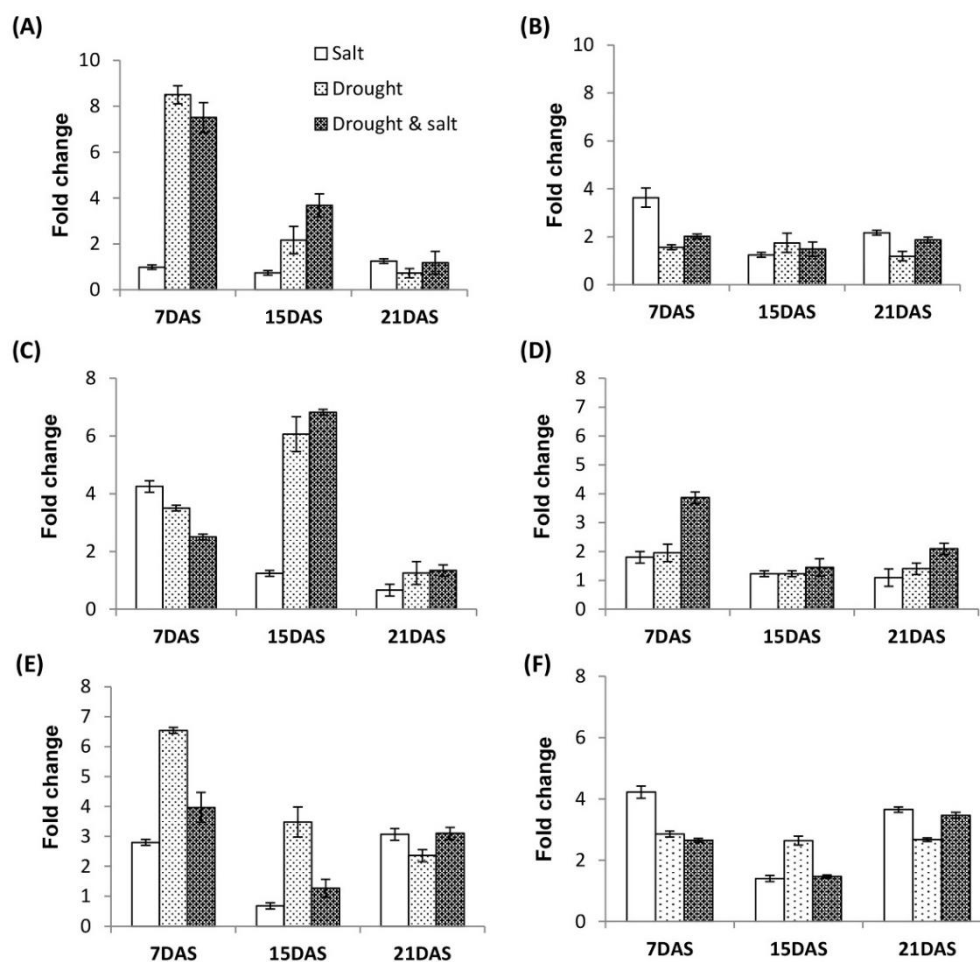 (A)
Fold change
10
8
6
4
2
0
Salt
Drought
Drought & salt
7DAS 15DAS 21DAS
(B)
Fold change
10
8
6
4
2
0
7DAS 15DAS 21DAS
(C)
Fold change
8
6
4
2
0
7DAS 15DAS 21DAS
(D)
Fold change
8
7
6
5
4
3
2
1
0
7DAS 15DAS 21DAS
(E)
Fold change
8
7
6
5
4
3
2
1
0
7DAS 15DAS 21DAS
(F)
Fold change
8
6
4
2
0
7DAS 15DAS 21DAS